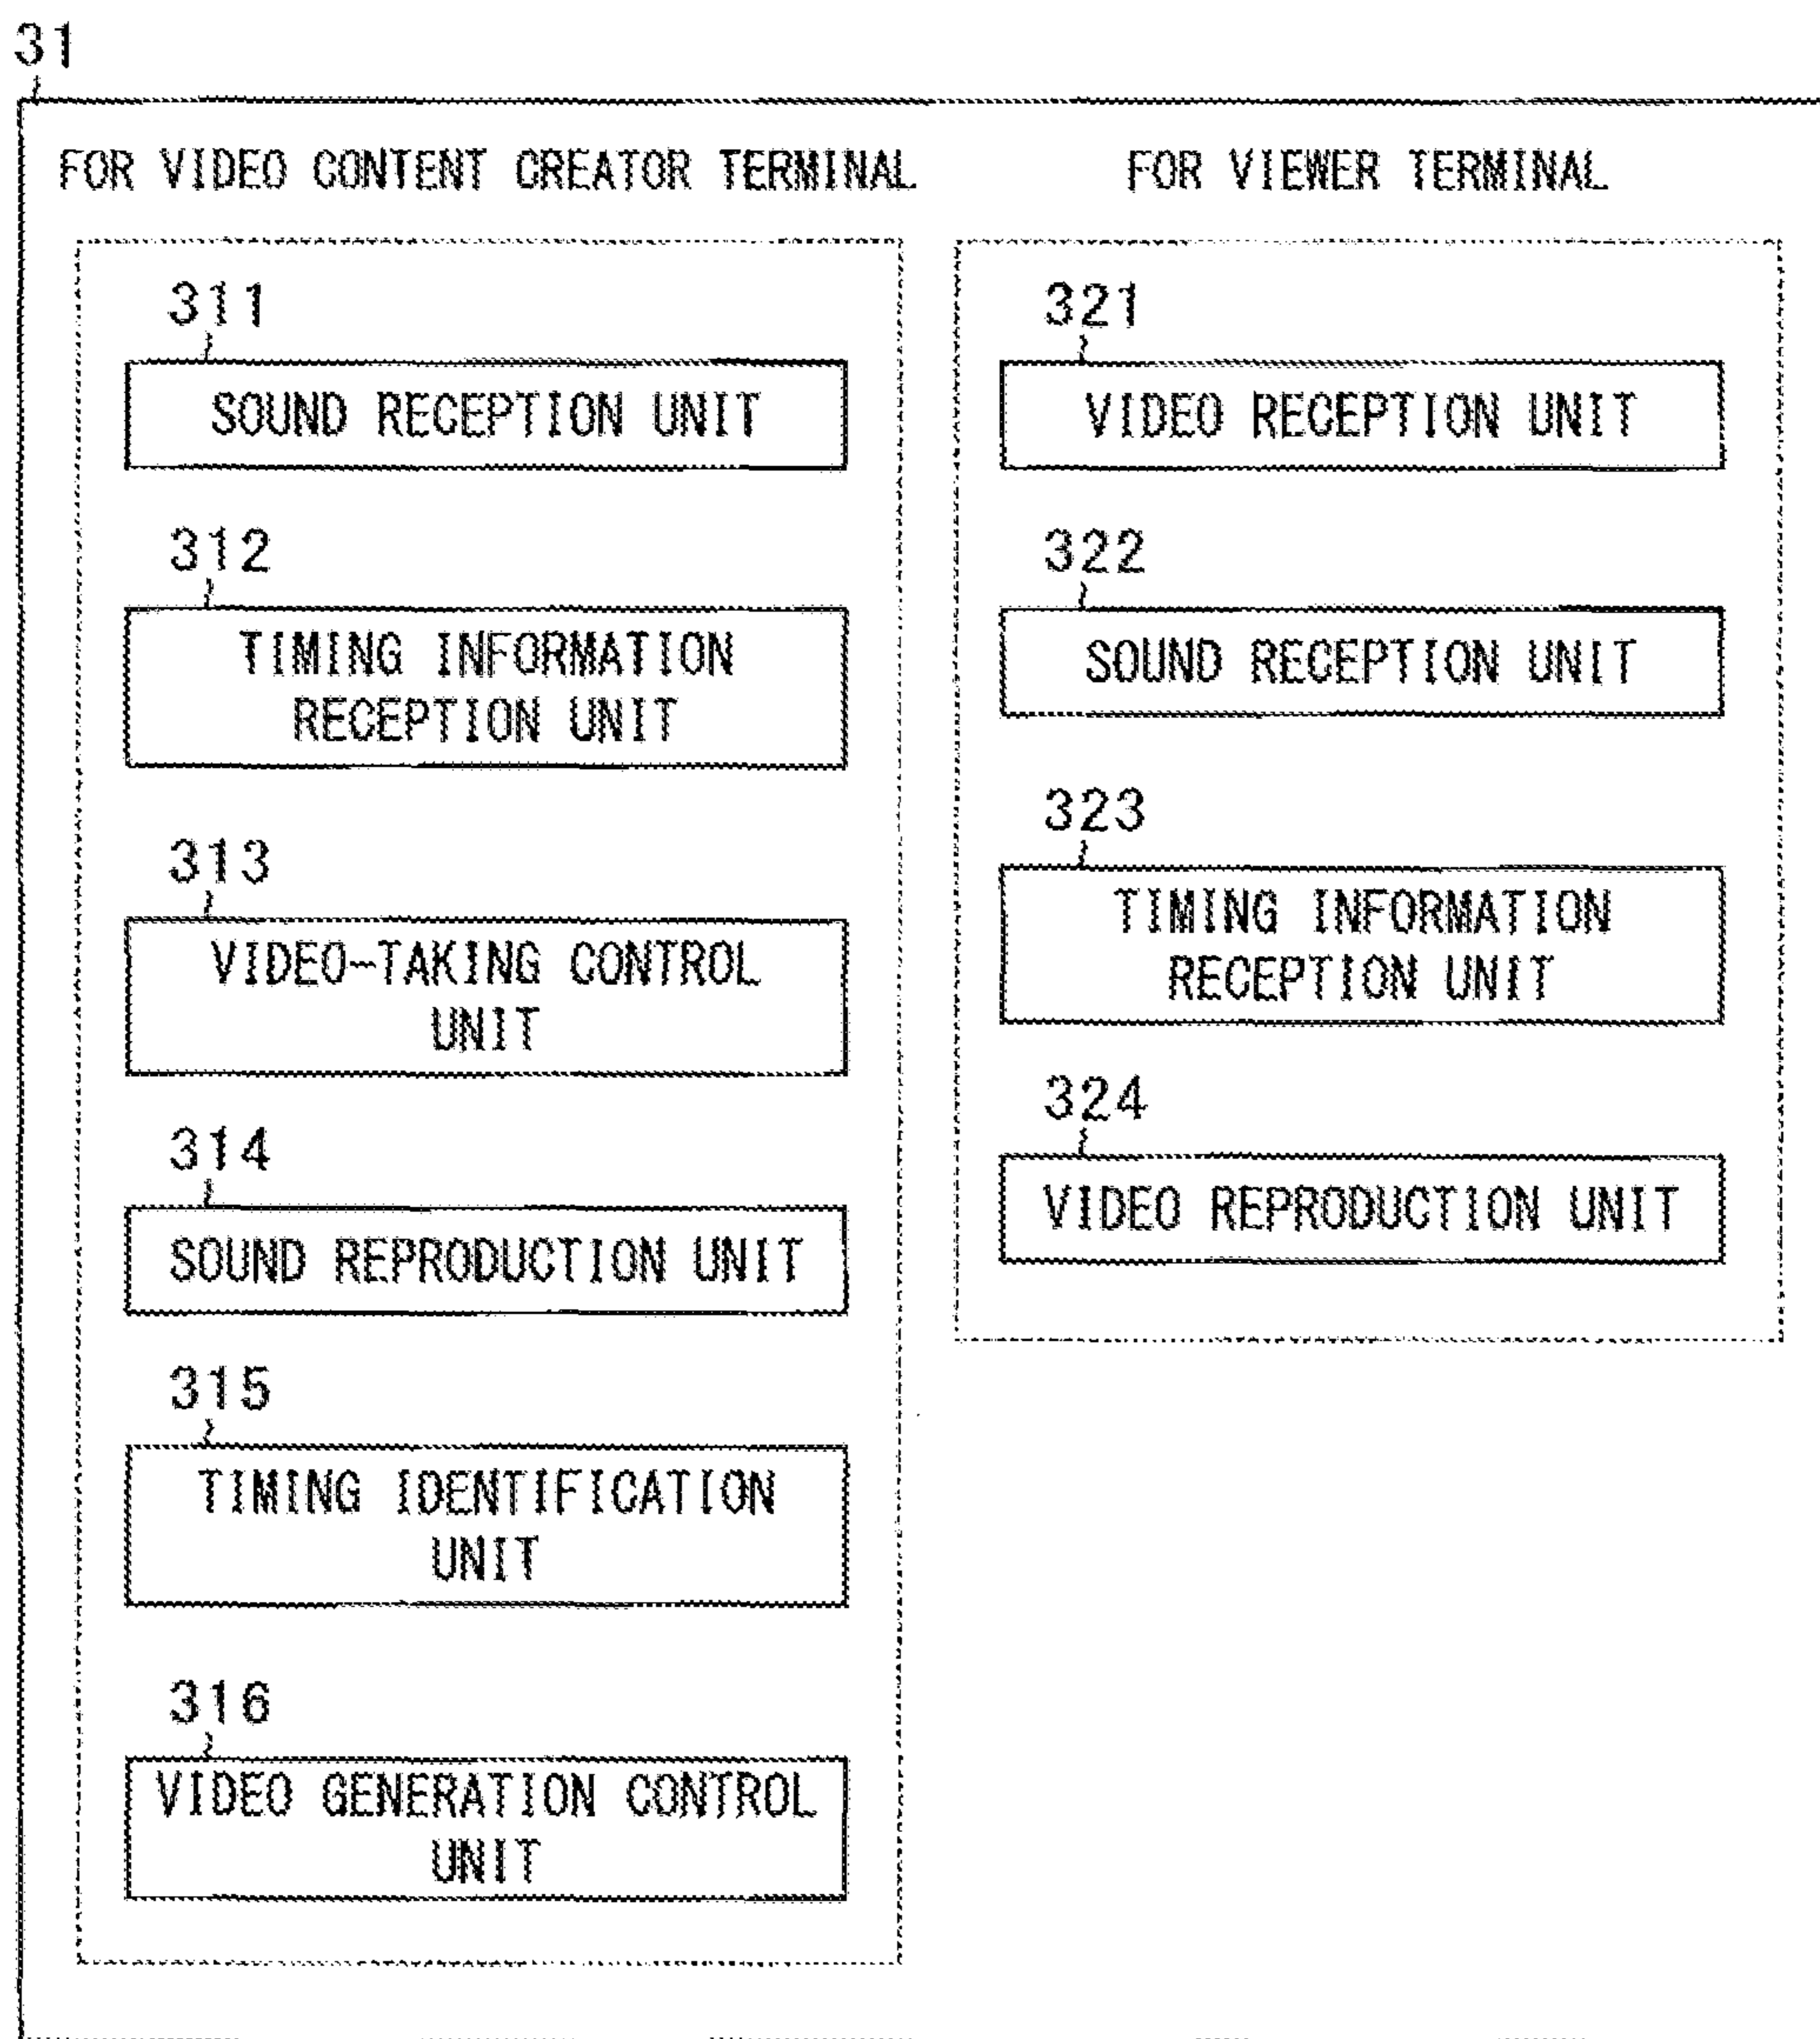 31
FOR VIDEO CONTENT CREATOR TERMINAL
311
SOUND RECEPTION UNIT
312
TIMING INFORMATION
RECEPTION UNIT
313
VIDEO-TAKING CONTROL
UNIT
314
SOUND REPRODUCTION UNIT
315
TIMING IDENTIFICATION
UNIT
316
VIDEO GENERATION CONTROL
UNIT
FOR VIEWER TERMINAL
321
VIDEO RECEPTION UNIT
322
SOUND RECEPTION UNIT
323
TIMING INFORMATION
RECEPTION UNIT
324
VIDEO REPRODUCTION UNIT